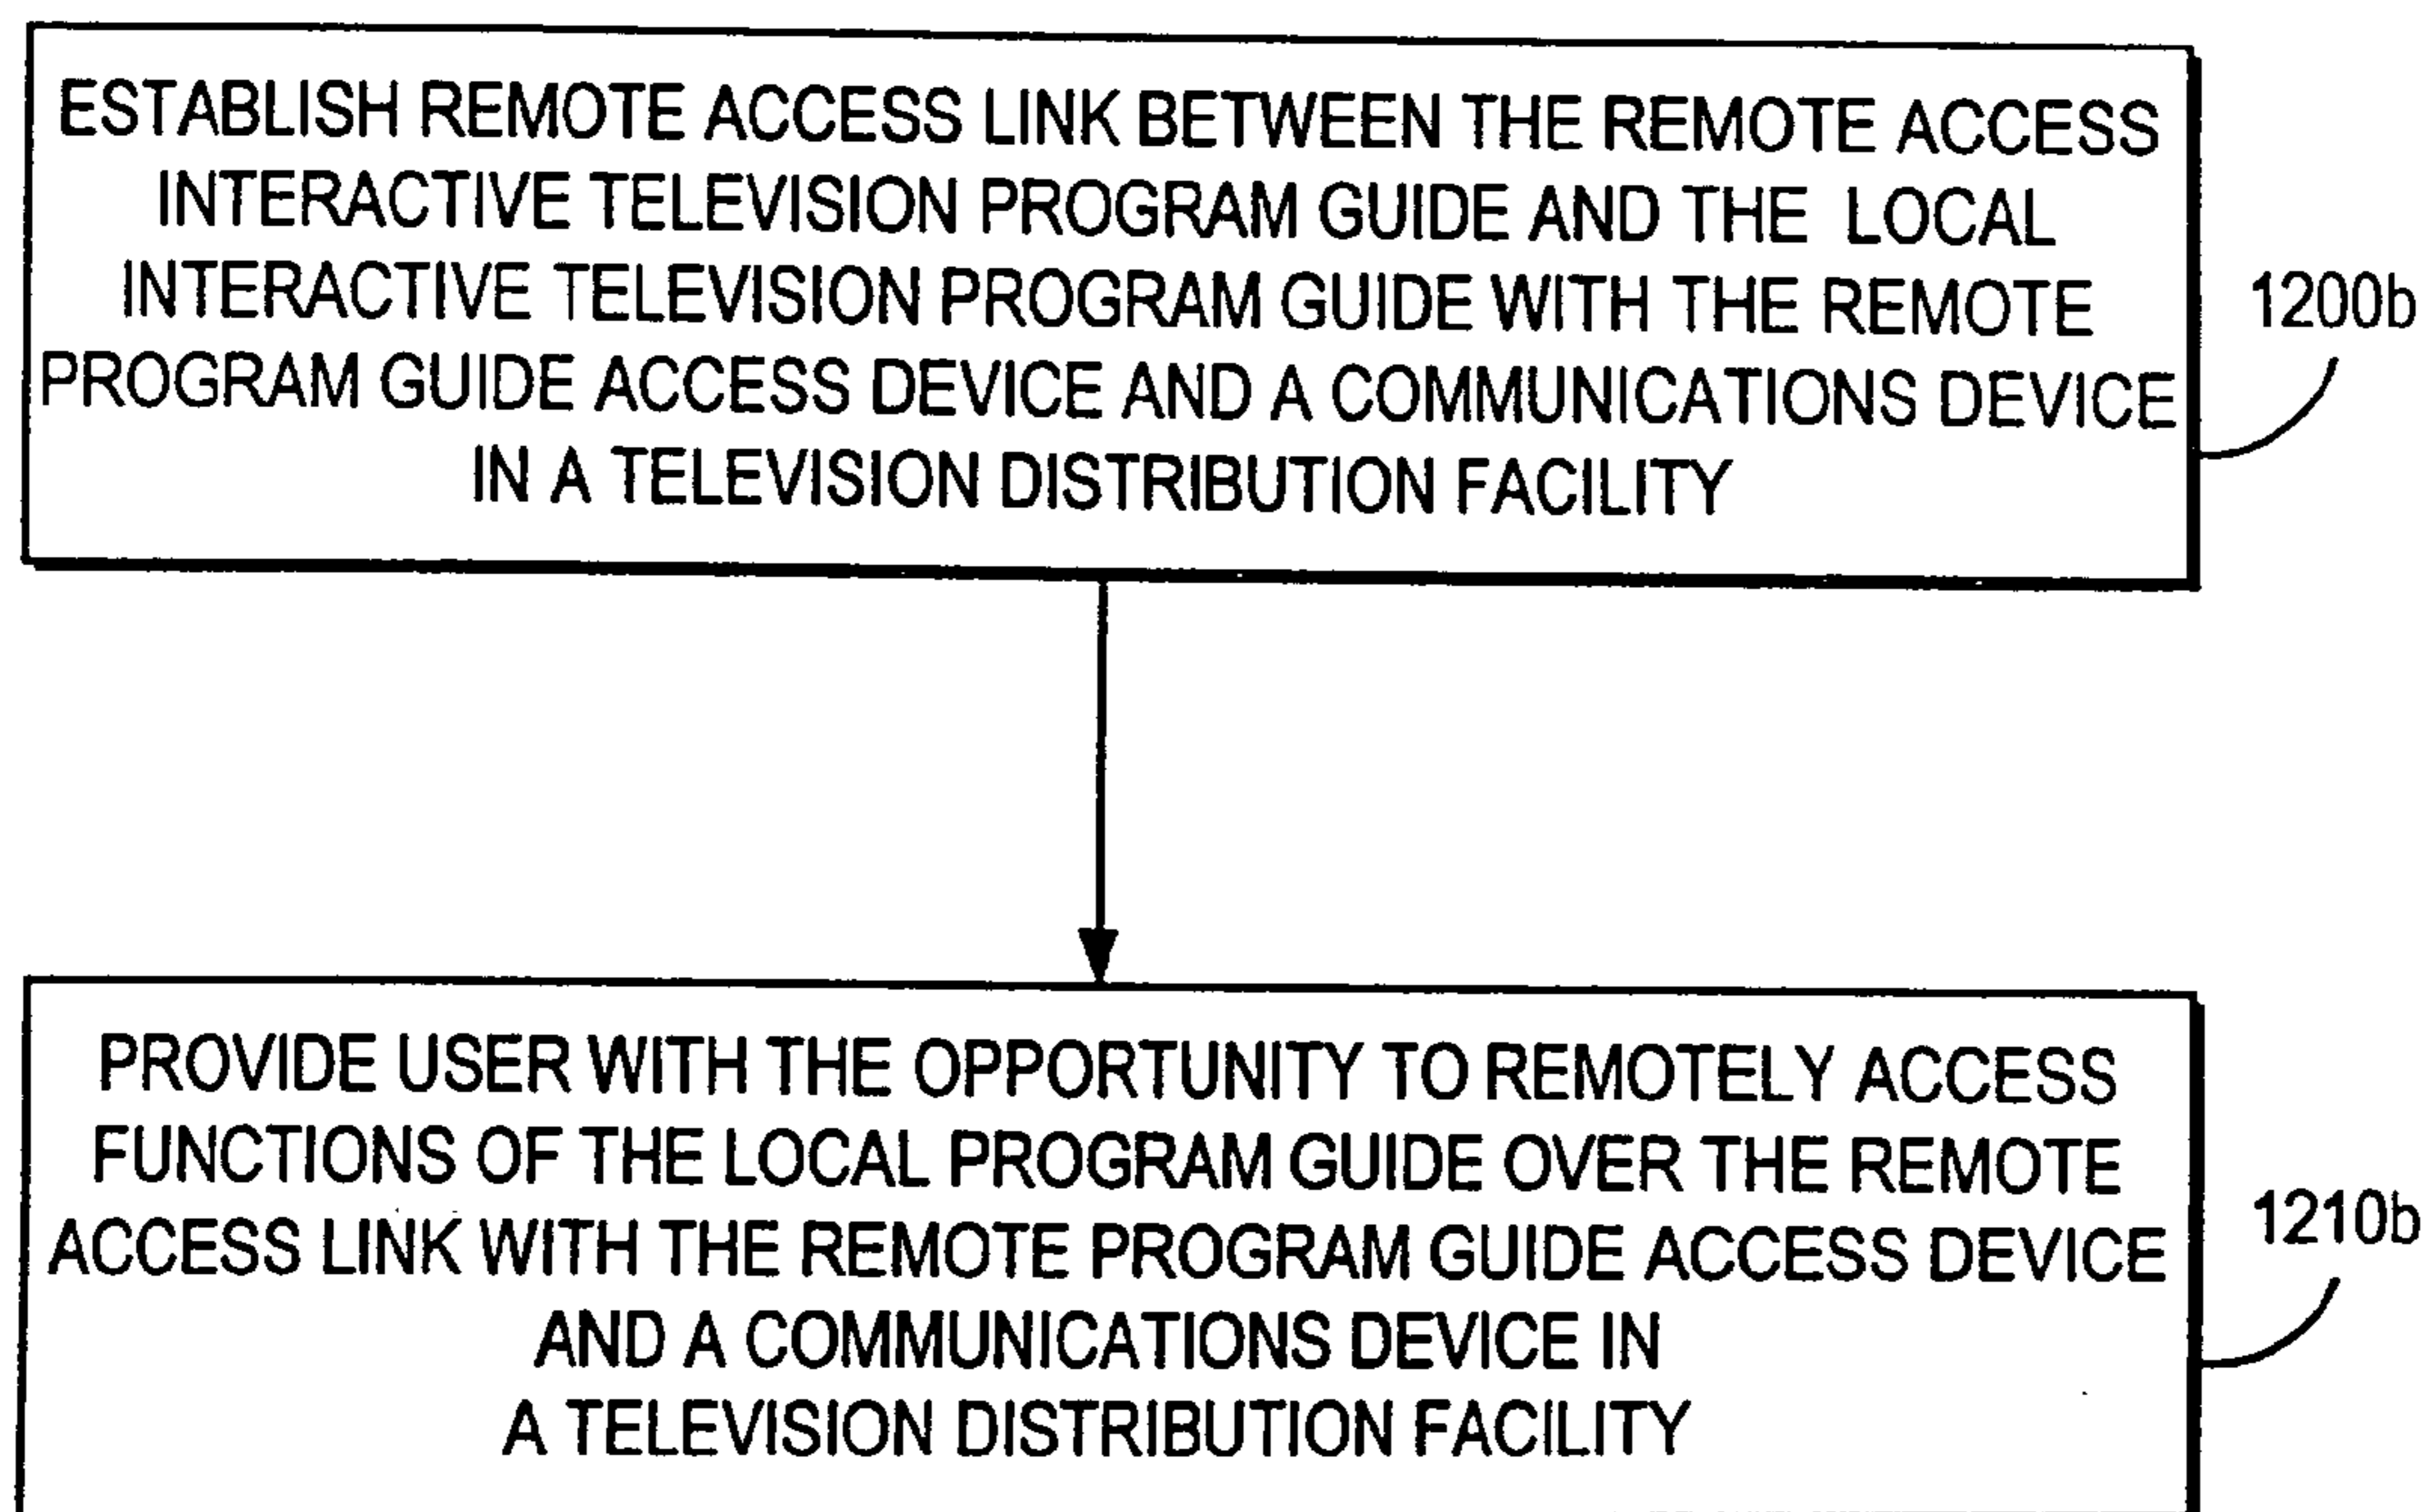 ESTABLISH REMOTE ACCESS LINK BETWEEN THE REMOTE ACCESS
INTERACTIVE TELEVISION PROGRAM GUIDE AND THE LOCAL
INTERACTIVE TELEVISION PROGRAM GUIDE WITH THE REMOTE
PROGRAM GUIDE ACCESS DEVICE AND A COMMUNICATIONS DEVICE
IN A TELEVISION DISTRIBUTION FACILITY
1200b
PROVIDE USER WITH THE OPPORTUNITY TO REMOTELY ACCESS
FUNCTIONS OF THE LOCAL PROGRAM GUIDE OVER THE REMOTE
ACCESS LINK WITH THE REMOTE PROGRAM GUIDE ACCESS DEVICE
AND A COMMUNICATIONS DEVICE IN
A TELEVISION DISTRIBUTION FACILITY
1210b